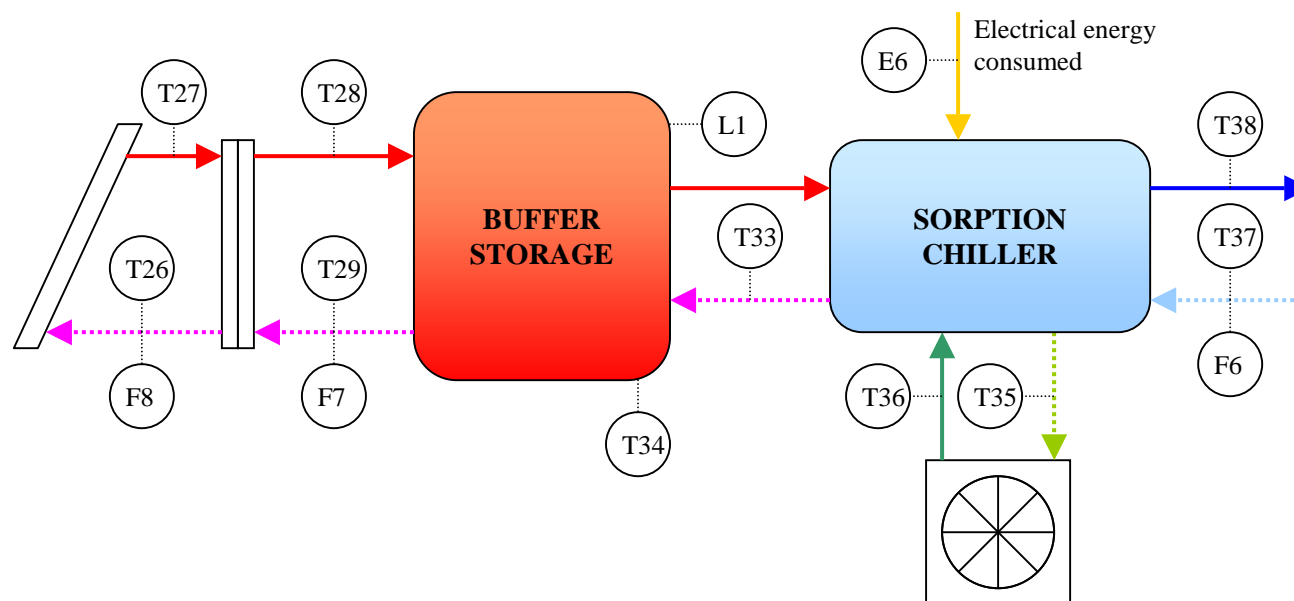 E6
Electrical energy
consumed
T27
T28
L1
T38
BUFFER
STORAGE
SORPTION
CHILLER
T26
T29
T33
T37
F8
F7
T36
T35
F6
T34